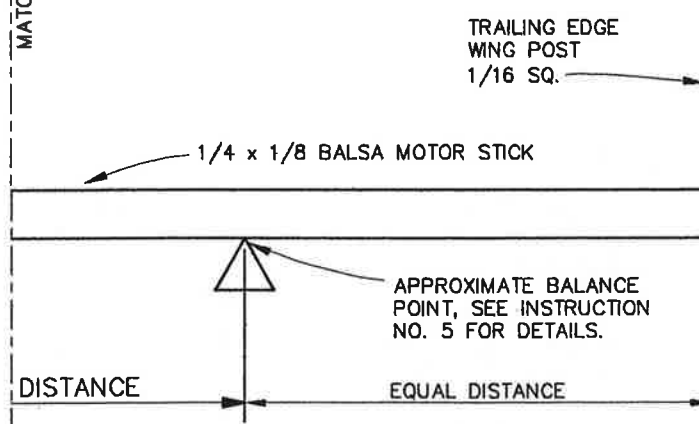 TRAILING EDGE
WING POST
1/16 SQ.
1/4 x 1/8 BALSA MOTOR STICK
APPROXIMATE BALANCE
POINT, SEE INSTRUCTION
NO. 5 FOR DETAILS.
DISTANCE
EQUAL DISTANCE